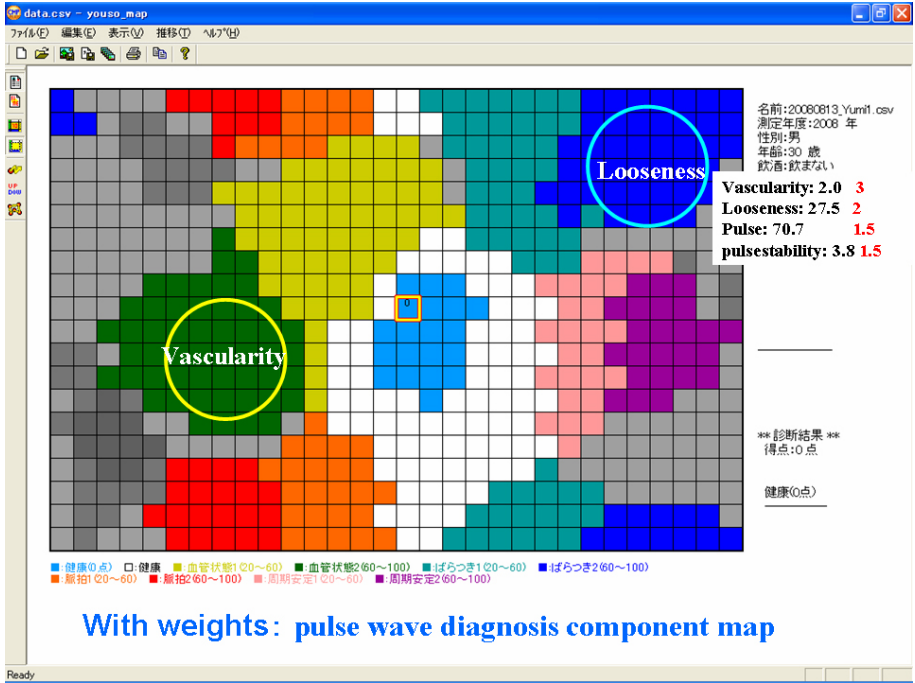 data.csv - youso_map
ファイル(F) 編集(E) 表示(V) 推移(T) ヘルプ(H)
UP
DOW
名前:20080813_Yumi1.csv
測定年度:2008 年
性別:男
年齢:30 歳
飲酒:飲まない
Looseness
Vascularity: 2.0 3
Looseness: 27.5 2
Pulse: 70.7 1.5
pulsestability: 3.8 1.5
0
Vascularity
** 診断結果 **
得点:0 点
健康(0点)
■:健康(0点) □:健康 ■:血管状態1(20～60) ■:血管状態2(60～100) ■:ばらつき1(20～60) ■:ばらつき2(60～100)
■:脈拍1(20～60) ■:脈拍2(60～100) ■:周期安定1(20～60) ■:周期安定2(60～100)
With weights: pulse wave diagnosis component map
Ready